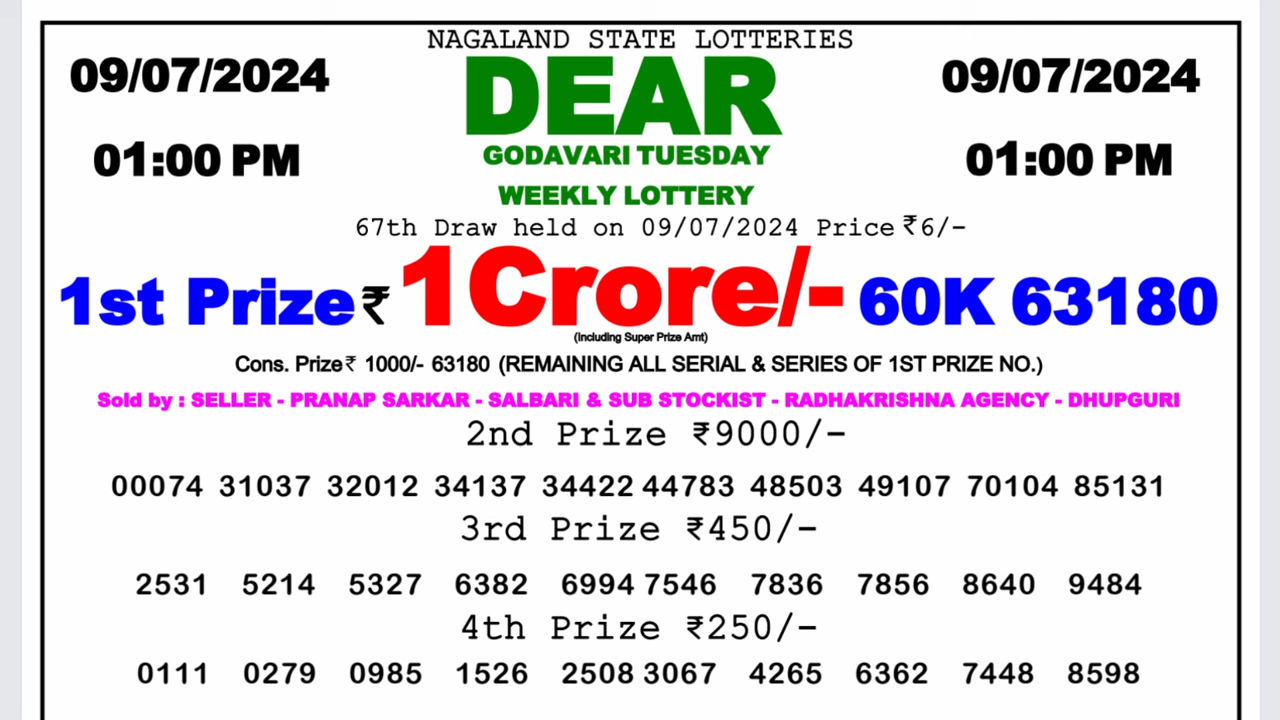 NAGALAND STATE LOTTERIES
09/07/2024 DEAR 09/07/2024
01:00 PM GODAVARI TUESDAY 01:00 PM
WEEKLY LOTTERY
67th Draw held on 09/07/2024 Price ₹6/-
1st Prize ₹ 1Crore/- 60K 63180
(Including Super Prize Amt)
Cons. Prize ₹ 1000/- 63180 (REMAINING ALL SERIAL & SERIES OF 1ST PRIZE NO.)
Sold by : SELLER - PRANAP SARKAR - SALBARI & SUB STOCKIST - RADHAKRISHNA AGENCY - DHUPGURI
2nd Prize ₹9000/-
00074 31037 32012 34137 34422 44783 48503 49107 70104 85131
3rd Prize ₹450/-
2531 5214 5327 6382 6994 7546 7836 7856 8640 9484
4th Prize ₹250/-
0111 0279 0985 1526 2508 3067 4265 6362 7448 8598